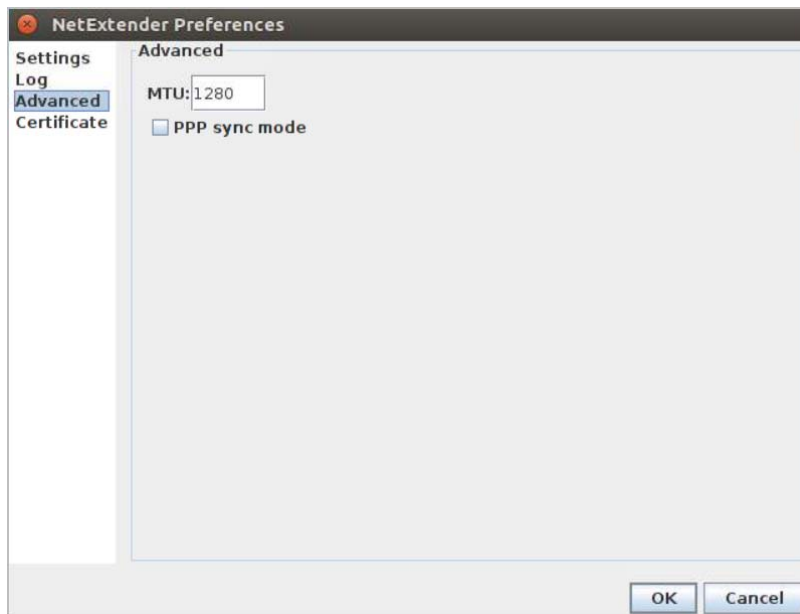 NetExtender Preferences
Settings
Log
Advanced
Certificate
Advanced
MTU: 1280
PPP sync mode
OK Cancel